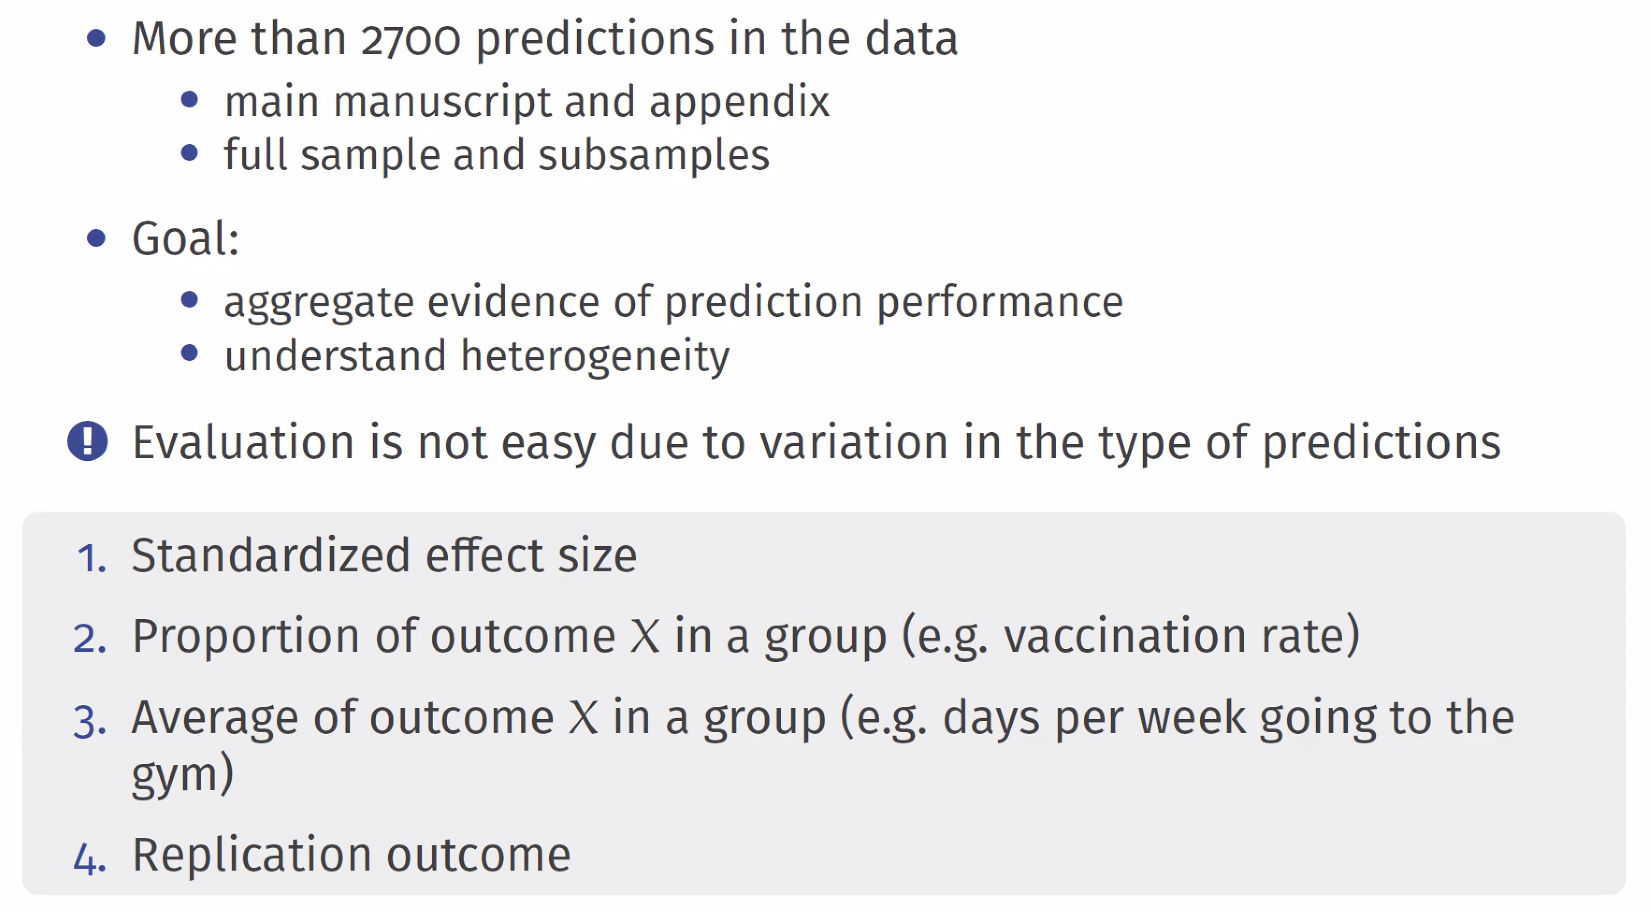 • More than 2700 predictions in the data
• main manuscript and appendix
• full sample and subsamples
• Goal:
• aggregate evidence of prediction performance
• understand heterogeneity
! Evaluation is not easy due to variation in the type of predictions
1. Standardized effect size
2. Proportion of outcome X in a group (e.g. vaccination rate)
3. Average of outcome X in a group (e.g. days per week going to the
gym)
4. Replication outcome